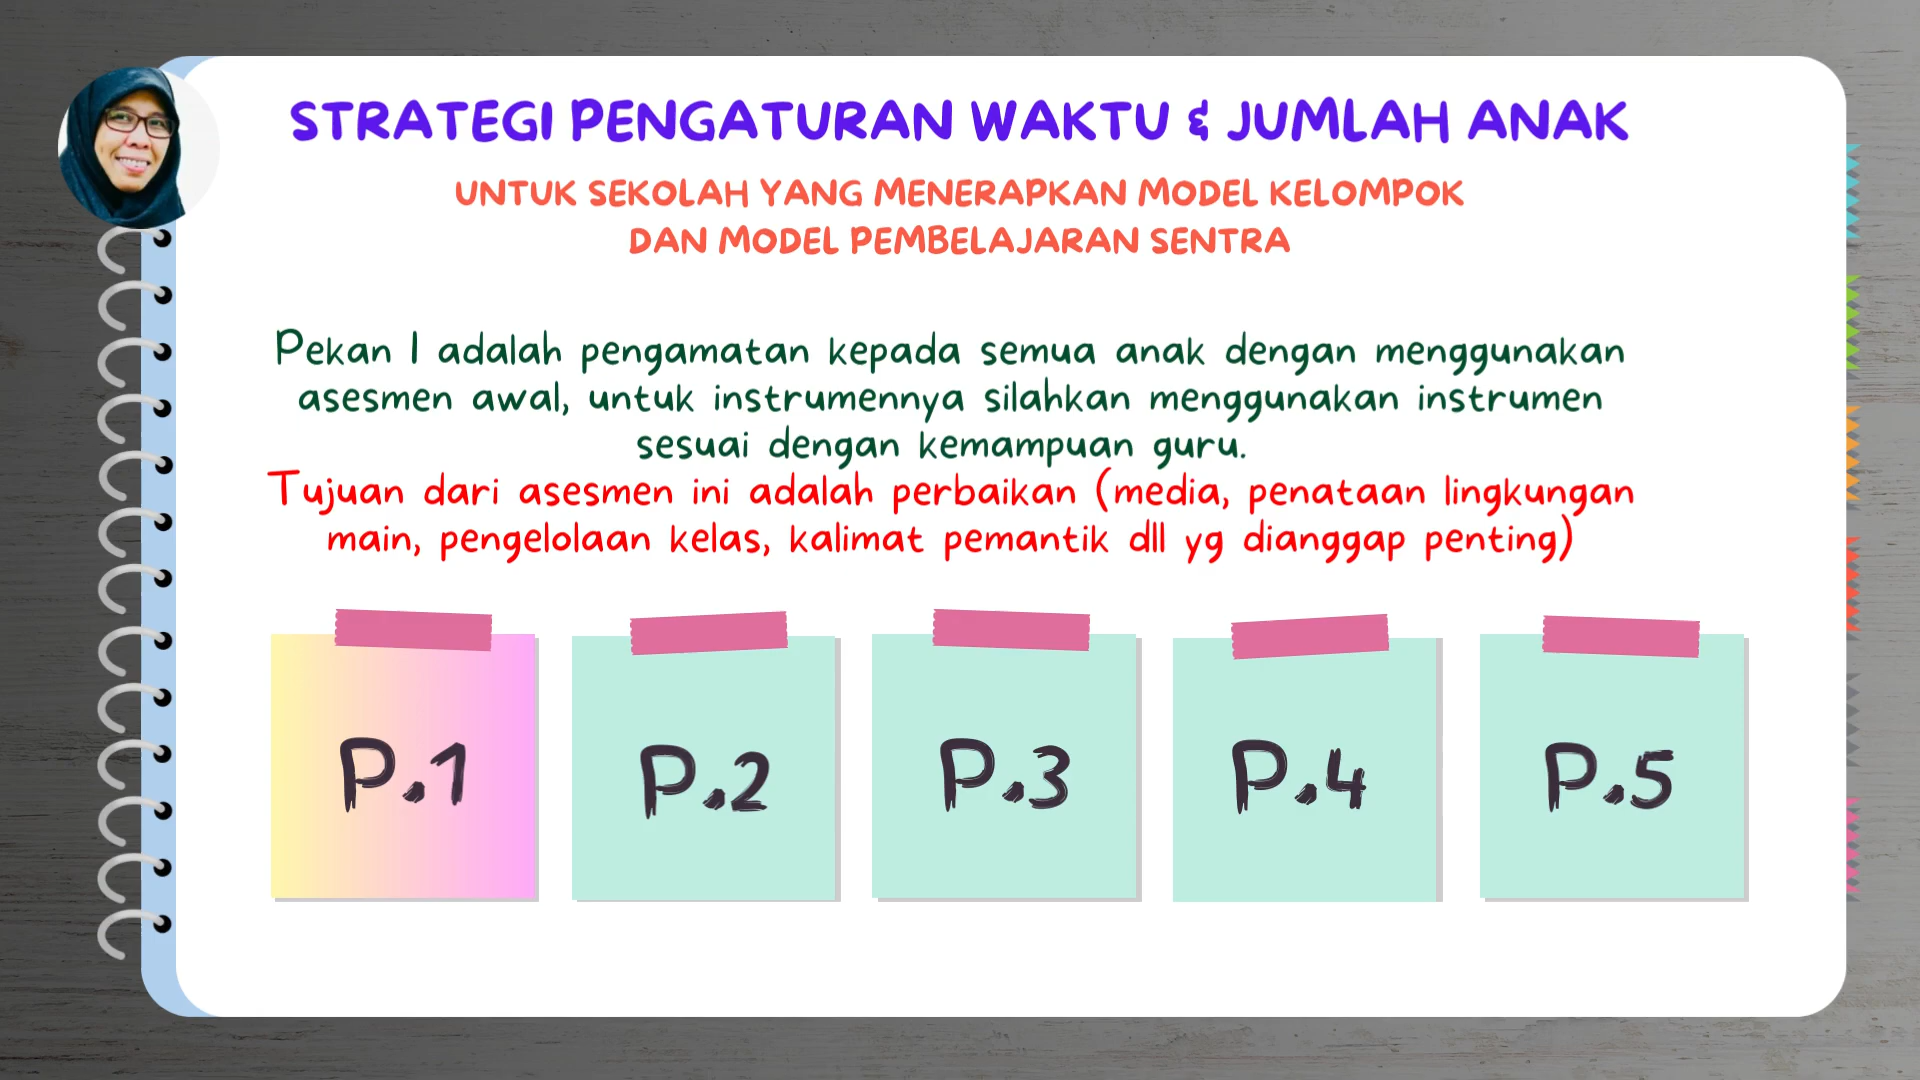 STRATEGI PENGATURAN WAKTU & JUMLAH ANAK
UNTUK SEKOLAH YANG MENERAPKAN MODEL KELOMPOK
DAN MODEL PEMBELAJARAN SENTRA
Pekan 1 adalah pengamatan kepada semua anak dengan menggunakan
asesmen awal, untuk instrumennya silahkan menggunakan instrumen
sesuai dengan kemampuan guru.
Tujuan dari asesmen ini adalah perbaikan (media, penataan lingkungan
main, pengelolaan kelas, kalimat pemantik dll yg dianggap penting)
P.1
P.2
P.3
P.4
P.5